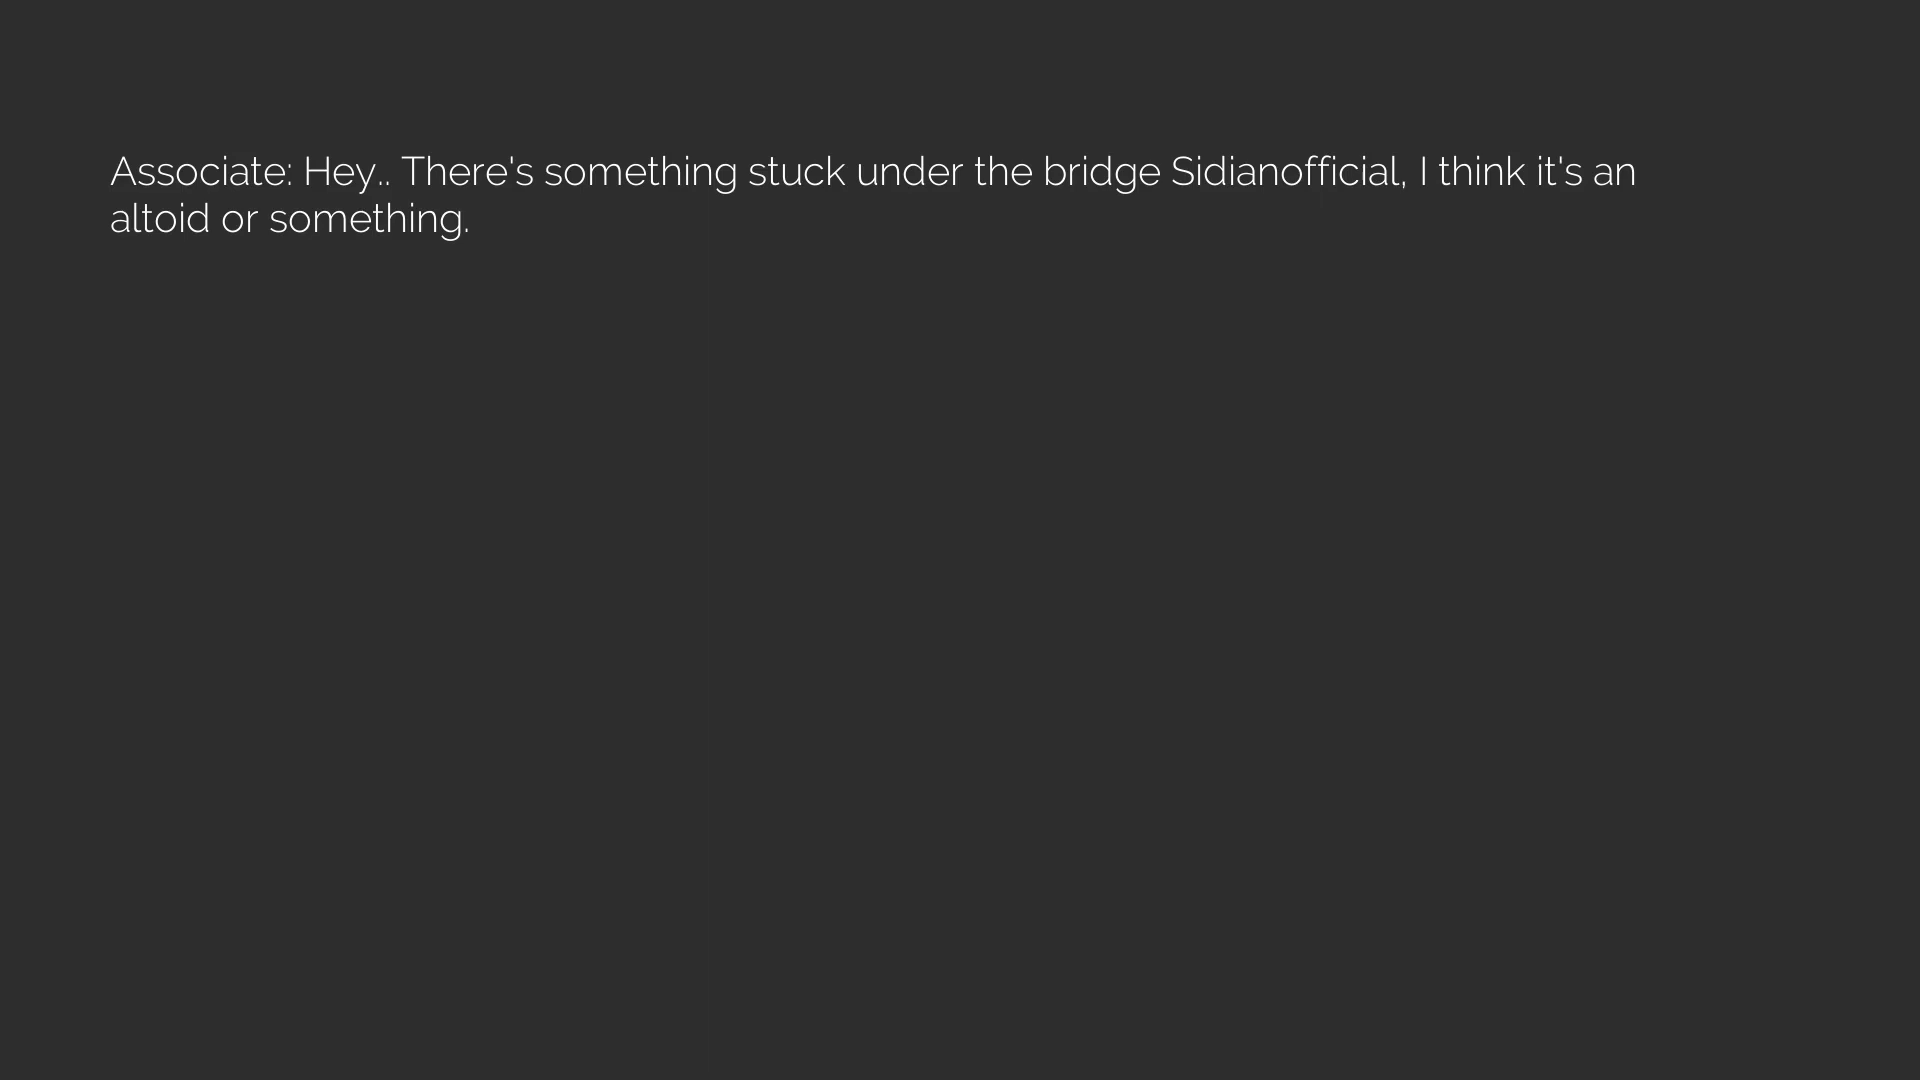 Associate: Hey.. There's something stuck under the bridge Sidianofficial, I think it's an
altoid or something.